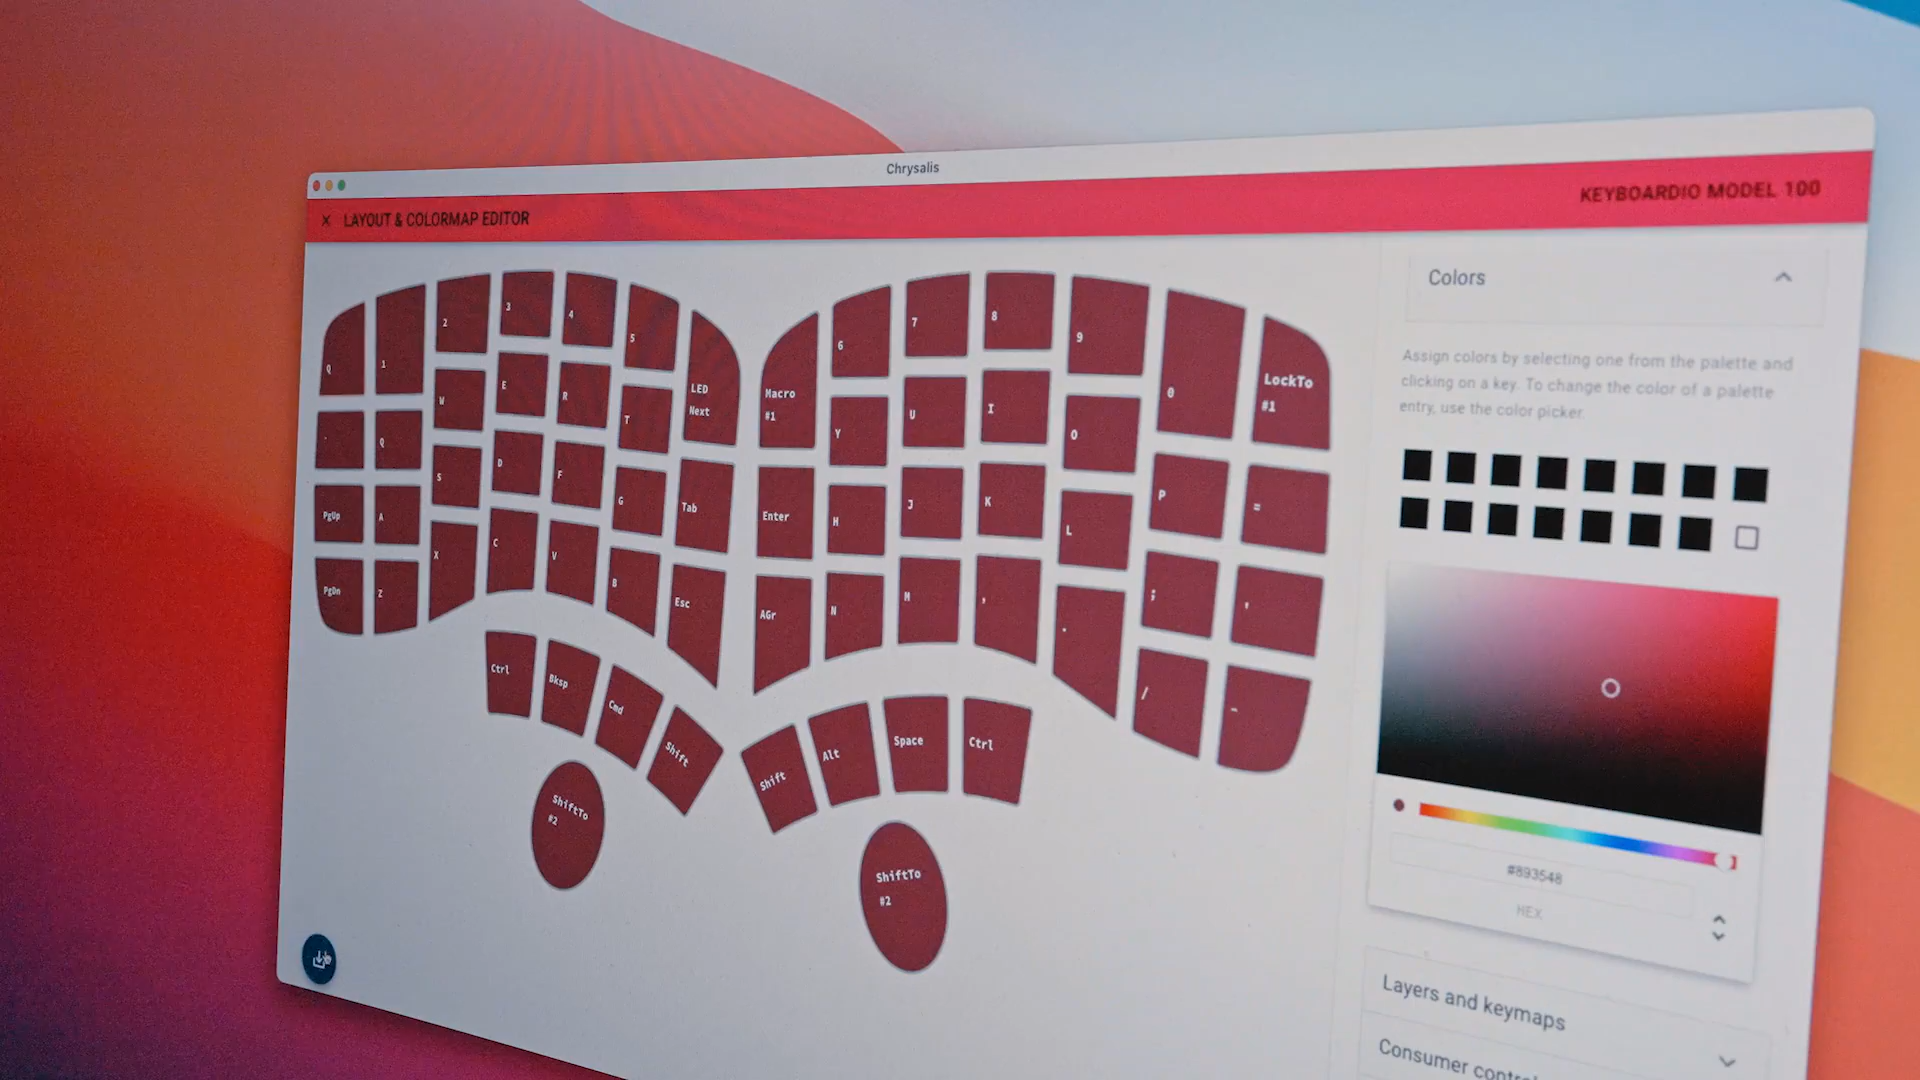 Chrysalis
× LAYOUT & COLORMAP EDITOR
KEYBOARDIO MODEL 100
Q 1 2 3 4 5 LED Next
` Q W E R T Tab
PgUp A S D F G Esc
PgDn Z X C V B
Macro #1 6 7 8 9 0 LockTo #1
Enter Y U I O P =
AGr H J K L ; '
N M , . / -
Ctrl Bksp Cmd Shift
Shift Alt Space Ctrl
ShiftTo #2
ShiftTo #2
Colors
Assign colors by selecting one from the palette and
clicking on a key. To change the color of a palette
entry, use the color picker.
#893548
HEX
Layers and keymaps
Consumer